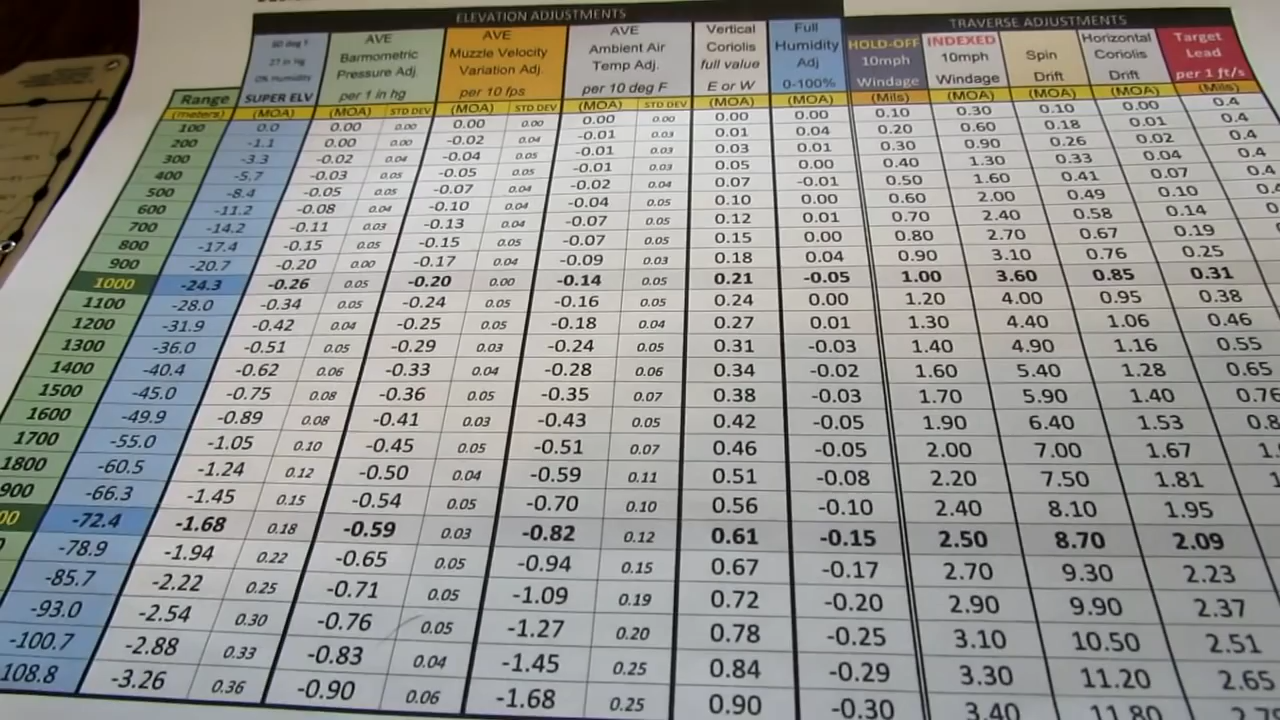 ELEVATION ADJUSTMENTS TRAVERSE ADJUSTMENTS
27 in Hg
0% Humidity
SUPER ELV
AVE
Barmometric
Pressure Adj.
per 1 in hg
AVE
Muzzle Velocity
Variation Adj.
per 10 fps
AVE
Ambient Air
Temp Adj.
per 10 deg F
Vertical
Coriolis
full value
E or W
Full
Humidity
Adj
0-100%
HOLD-OFF
10mph
Windage
INDEXED
10mph
Windage
Spin
Drift
Horizontal
Coriolis
Drift
Target
Lead
per 1 ft/s
Range
(meters) (MOA) (MOA) STD DEV (MOA) STD DEV (MOA) STD DEV (MOA) (MOA) (Mils) (MOA) (MOA) (MOA) (Mils)
100 0.0 0.00 0.00 0.00 0.00 0.00 0.00 0.00 0.00 0.10 0.30 0.10 0.00 0.4
200 -1.1 0.00 -0.02 0.04 -0.01 0.03 0.01 0.04 0.20 0.60 0.18 0.01 0.4
300 -3.3 -0.02 0.04 -0.04 0.05 -0.01 0.03 0.03 0.01 0.30 0.90 0.26 0.02 0.4
400 -5.7 -0.03 0.05 -0.05 0.05 -0.01 0.03 0.05 0.00 0.40 1.30 0.33 0.04 0.4
500 -8.4 -0.05 0.05 -0.07 0.04 -0.02 0.04 0.07 -0.01 0.50 1.60 0.41 0.07 0.4
600 -11.2 -0.08 0.04 -0.10 0.04 -0.04 0.05 0.10 0.00 0.60 2.00 0.49 0.10
700 -14.2 -0.11 0.03 -0.13 0.04 -0.07 0.05 0.12 0.01 0.70 2.40 0.58 0.14
800 -17.4 -0.15 0.05 -0.15 0.05 -0.07 0.05 0.15 0.00 0.80 2.70 0.67 0.19
900 -20.7 -0.20 0.00 -0.17 0.04 -0.09 0.03 0.18 0.04 0.90 3.10 0.76 0.25
1000 -24.3 -0.26 0.05 -0.20 0.00 -0.14 0.05 0.21 -0.05 1.00 3.60 0.85 0.31
1100 -28.0 -0.34 0.05 -0.24 0.05 -0.16 0.05 0.24 0.00 1.20 4.00 0.95 0.38
1200 -31.9 -0.42 0.04 -0.25 0.05 -0.18 0.04 0.27 0.01 1.30 4.40 1.06 0.46
1300 -36.0 -0.51 0.05 -0.29 0.03 -0.24 0.05 0.31 -0.03 1.40 4.90 1.16 0.55
1400 -40.4 -0.62 0.06 -0.33 0.04 -0.28 0.06 0.34 -0.02 1.60 5.40 1.28 0.65
1500 -45.0 -0.75 0.08 -0.36 0.05 -0.35 0.07 0.38 -0.03 1.70 5.90 1.40 0.76
1600 -49.9 -0.89 0.08 -0.41 0.03 -0.43 0.05 0.42 -0.05 1.90 6.40 1.53 0.8
1700 -55.0 -1.05 0.10 -0.45 0.05 -0.51 0.07 0.46 -0.05 2.00 7.00 1.67 1.
1800 -60.5 -1.24 0.12 -0.50 0.04 -0.59 0.11 0.51 -0.08 2.20 7.50 1.81 1
900 -66.3 -1.45 0.15 -0.54 0.05 -0.70 0.10 0.56 -0.10 2.40 8.10 1.95
00 -72.4 -1.68 0.18 -0.59 0.03 -0.82 0.12 0.61 -0.15 2.50 8.70 2.09
0 -78.9 -1.94 0.22 -0.65 0.05 -0.94 0.15 0.67 -0.17 2.70 9.30 2.23
-85.7 -2.22 0.25 -0.71 0.05 -1.09 0.19 0.72 -0.20 2.90 9.90 2.37
-93.0 -2.54 0.30 -0.76 0.05 -1.27 0.20 0.78 -0.25 3.10 10.50 2.51
-100.7 -2.88 0.33 -0.83 0.04 -1.45 0.25 0.84 -0.29 3.30 11.20 2.65
108.8 -3.26 0.36 -0.90 0.06 -1.68 0.25 0.90 -0.30 3.40 11.80